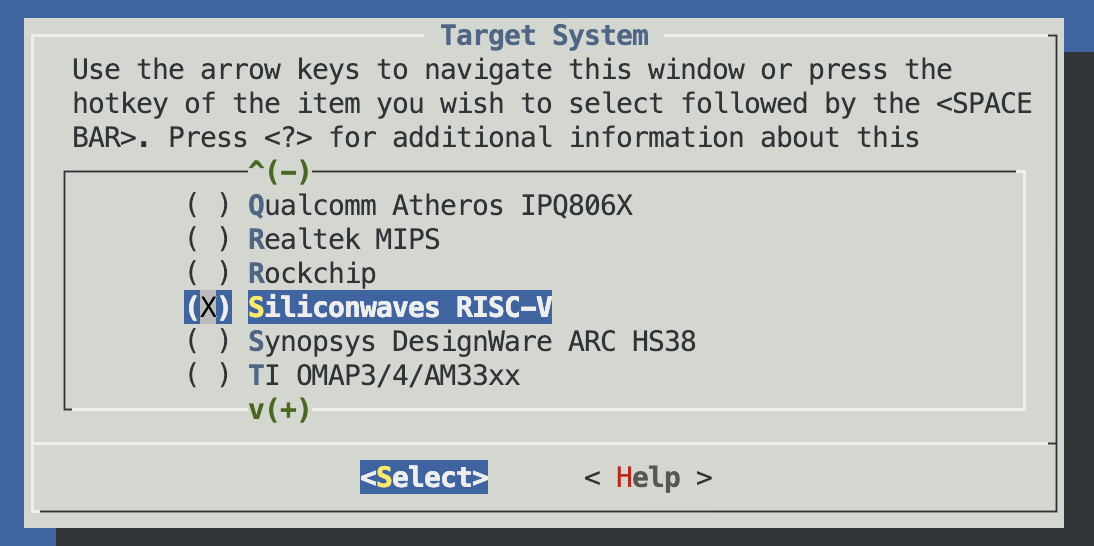 Target System
Use the arrow keys to navigate this window or press the
hotkey of the item you wish to select followed by the <SPACE
BAR>. Press <?> for additional information about this
^(-)
( ) Qualcomm Atheros IPQ806X
( ) Realtek MIPS
( ) Rockchip
(X) Siliconwaves RISC-V
( ) Synopsys DesignWare ARC HS38
( ) TI OMAP3/4/AM33xx
v(+)
<Select> < Help >